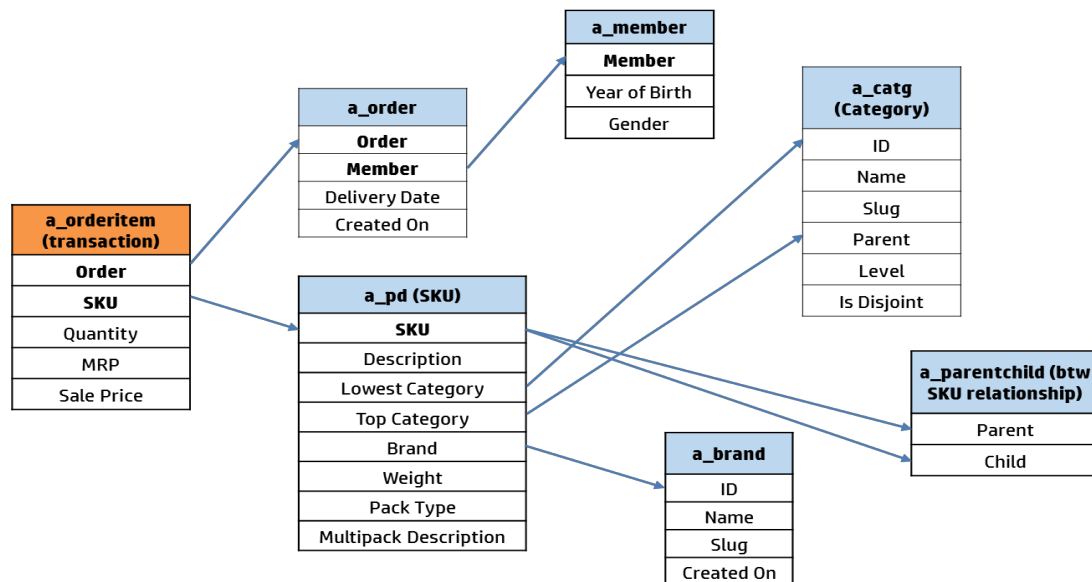 a_member
Member
Year of Birth
Gender
a_catg
(Category)
ID
Name
Slug
Parent
Level
Is Disjoint
a_order
Order
Member
Delivery Date
Created On
a_orderitem
(transaction)
Order
SKU
Quantity
MRP
Sale Price
a_pd (SKU)
SKU
Description
Lowest Category
Top Category
Brand
Weight
Pack Type
Multipack Description
a_parentchild (btw
SKU relationship)
Parent
Child
a_brand
ID
Name
Slug
Created On